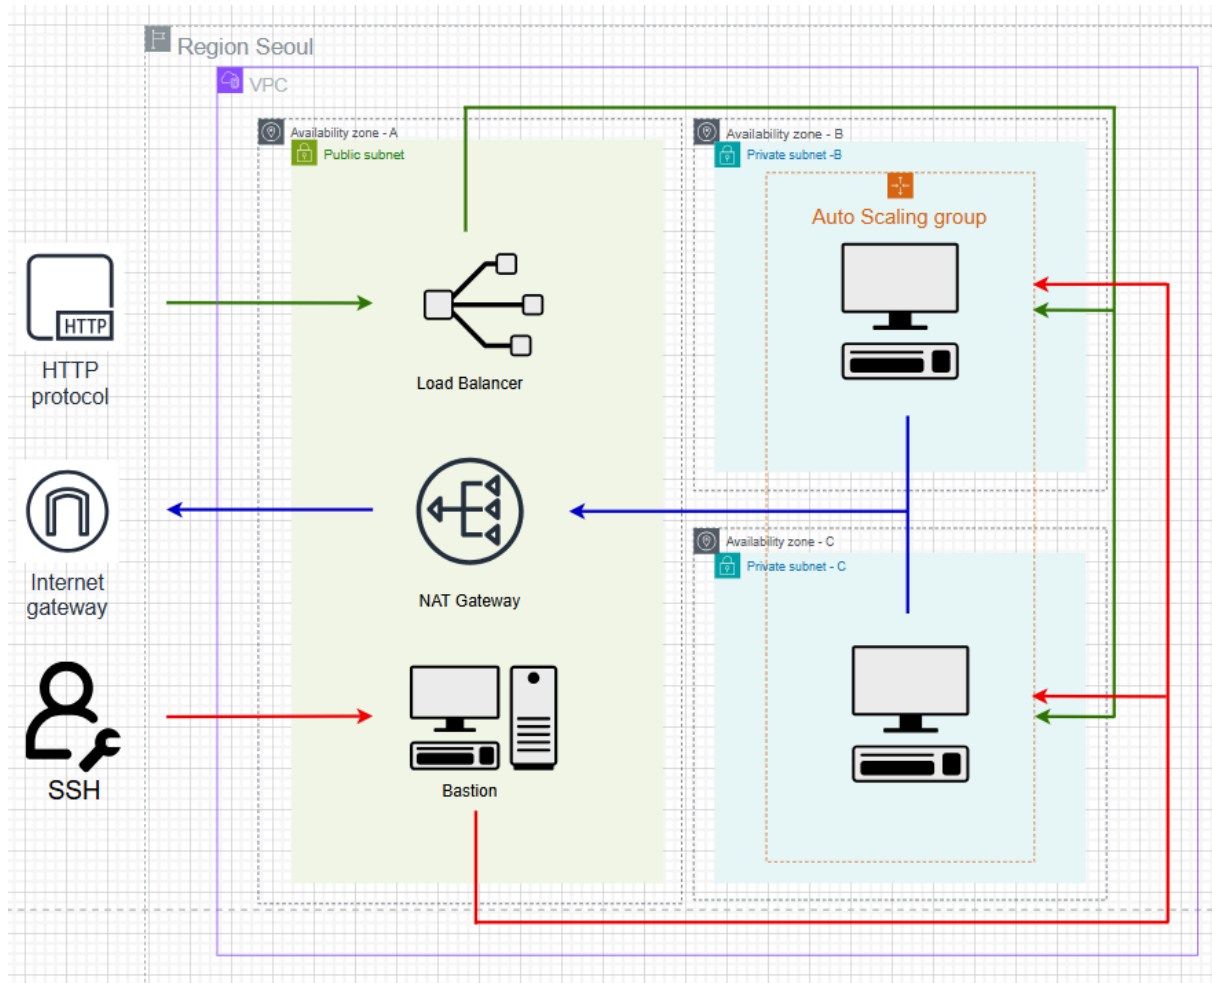 Region Seoul
VPC
Availability zone - A
Public subnet
Availability zone - B
Private subnet -B
Auto Scaling group
HTTP
HTTP
protocol
Load Balancer
Internet
gateway
NAT Gateway
Availability zone - C
Private subnet - C
SSH
Bastion